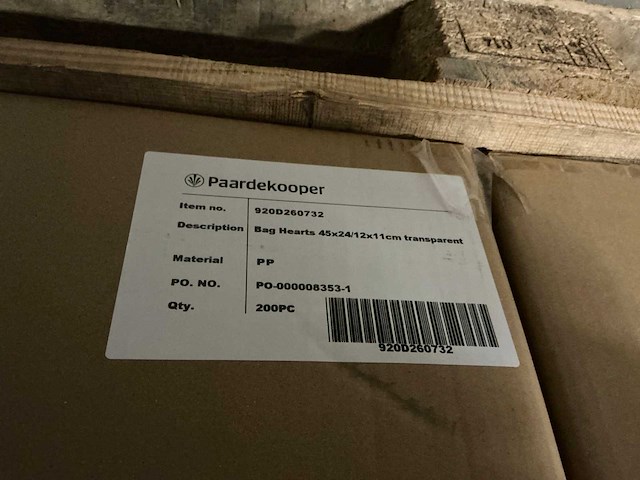 Paardekooper
Item no. 920D260732
Description Bag Hearts 45x24/12x11cm transparent
Material PP
PO. NO. PO-000008353-1
Qty. 200PC
920D260732